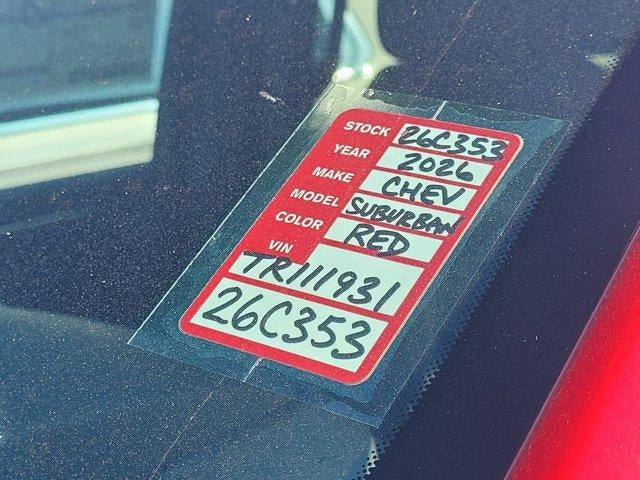 STOCK 26C353
YEAR 2026
MAKE CHEV
MODEL SUBURBAN
COLOR RED
VIN
TR111931
26C353